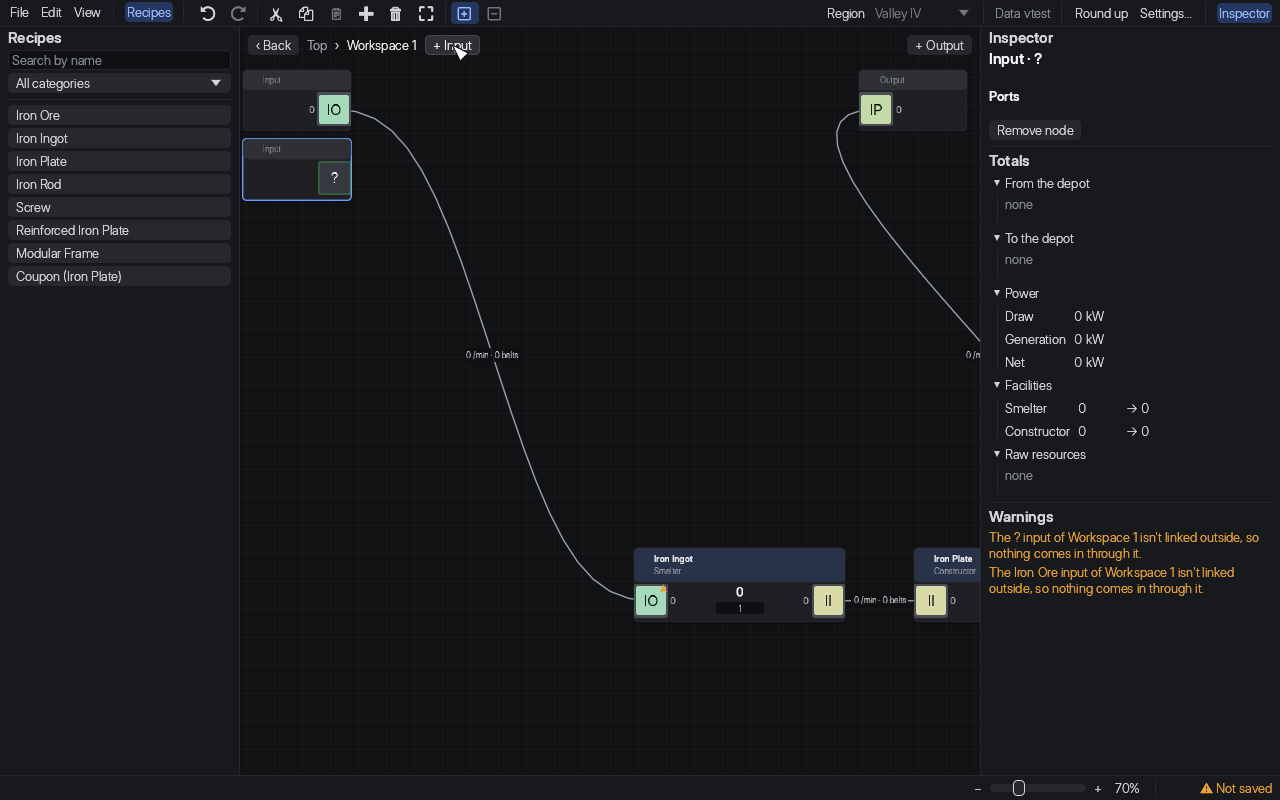 File Edit View Recipes Region Valley IV Data vtest Round up Settings... Inspector
Recipes
Search by name
All categories
Iron Ore
Iron Ingot
Iron Plate
Iron Rod
Screw
Reinforced Iron Plate
Modular Frame
Coupon (Iron Plate)
‹ Back Top › Workspace 1 + Input + Output
Input
0 IO
Input
?
Output
IP 0
0 /min · 0 belts
0 /n
Iron Ingot
Smelter
IO 0 0 0 II
1
0 /min · 0 belts
Iron Plate
Constructor
II 0
Inspector
Input · ?
Ports
Remove node
Totals
▼ From the depot
none
▼ To the depot
none
▼ Power
Draw 0 kW
Generation 0 kW
Net 0 kW
▼ Facilities
Smelter 0 → 0
Constructor 0 → 0
▼ Raw resources
none
Warnings
The ? input of Workspace 1 isn't linked outside, so
nothing comes in through it.
The Iron Ore input of Workspace 1 isn't linked
outside, so nothing comes in through it.
− + 70% Not saved